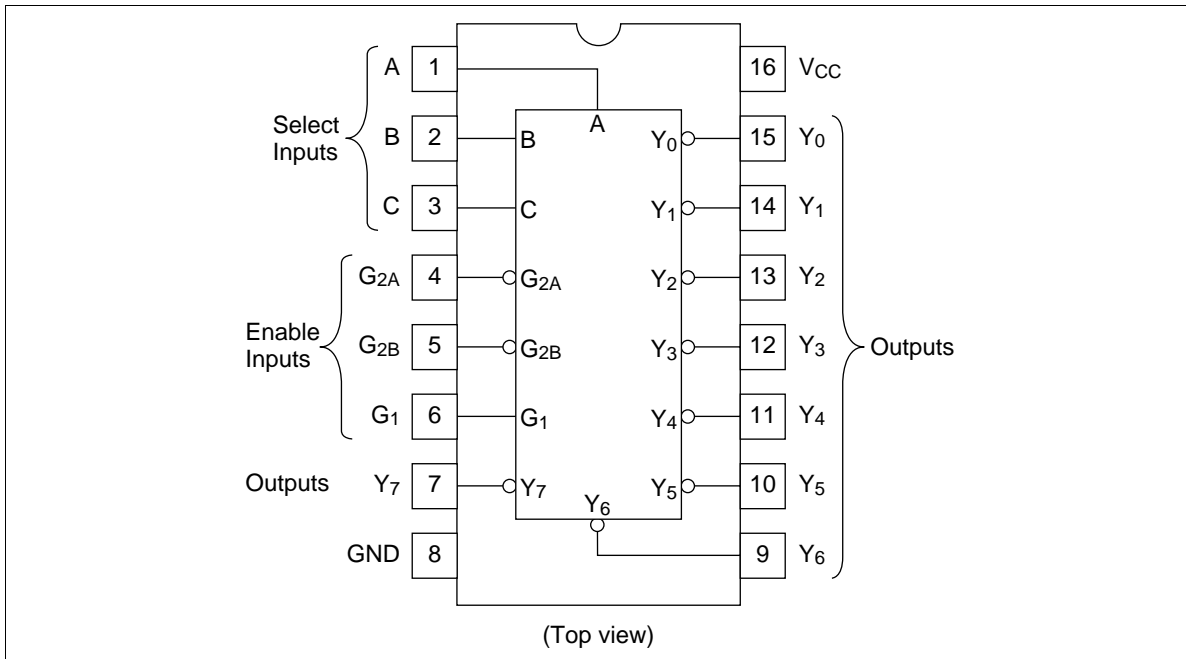 A 1 16 VCC
A
Select
Inputs
B 2 B Y0 15 Y0
C 3 C Y1 14 Y1
G2A 4 G2A Y2 13 Y2
Enable
Inputs
G2B 5 G2B Y3 12 Y3
Outputs
G1 6 G1 Y4 11 Y4
Outputs Y7 7 Y7 Y5 10 Y5
Y6
GND 8 9 Y6
(Top view)